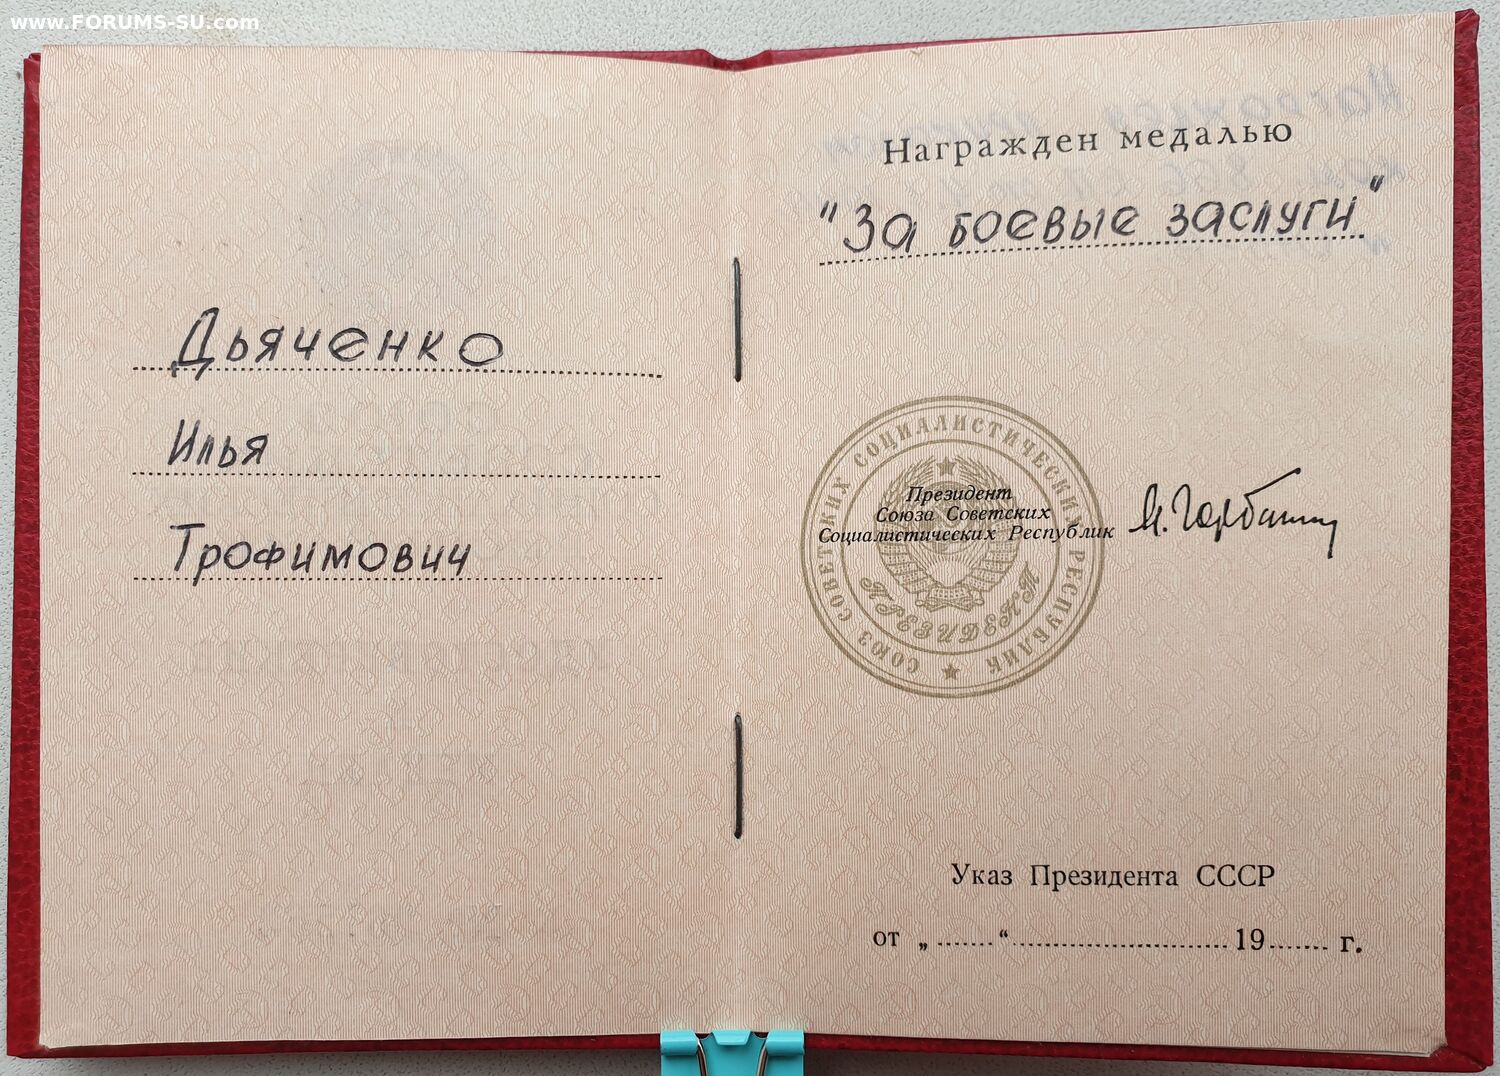 www.FORUMS-SU.com
Дьяченко
Илья
Трофимович
Награжден медалью
"За боевые заслуги"
СОЮЗ СОВЕТСКИХ СОЦИАЛИСТИЧЕСКИХ РЕСПУБЛИК
ПРЕЗИДЕНТ
Президент
Союза Советских
Социалистических Республик
М. Горбачев
Указ Президента СССР
от „ ....... “ ............................... 19 ....... г.